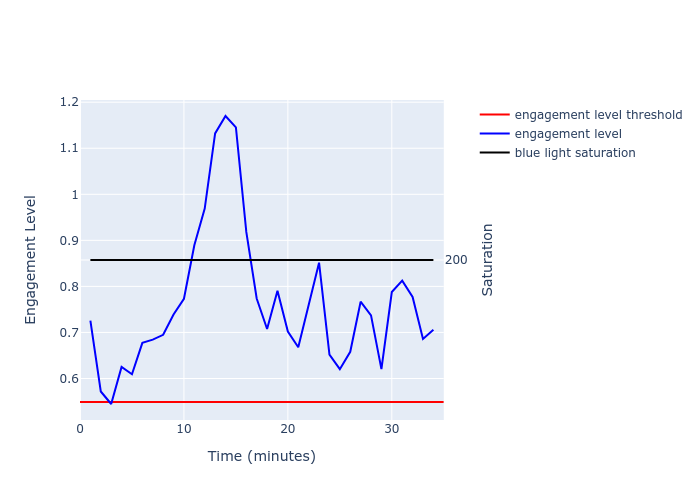 1.2
1.1
1
0.9
0.8
0.7
0.6
Engagement Level
0
10
20
30
Time (minutes)
200
Saturation
engagement level threshold
engagement level
blue light saturation